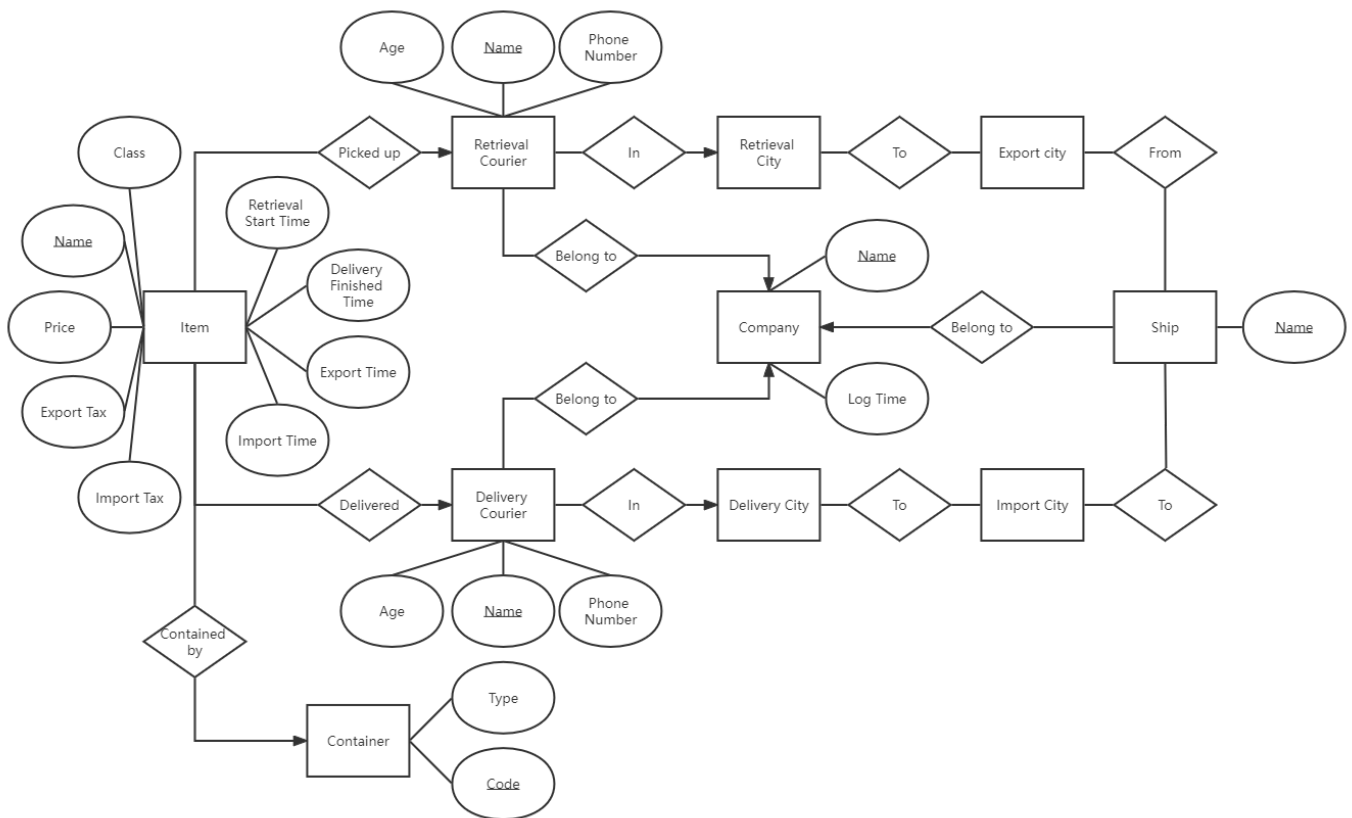 Age
Name
Phone
Number
Class
Picked up
Retrieval
Courier
In
Retrieval
City
To
Export city
From
Retrieval
Start Time
Name
Belong to
Name
Delivery
Finished
Time
Price
Item
Company
Belong to
Ship
Name
Export Time
Export Tax
Belong to
Log Time
Import Time
Import Tax
Delivered
Delivery
Courier
In
Delivery City
To
Import City
To
Age
Name
Phone
Number
Contained
by
Type
Container
Code